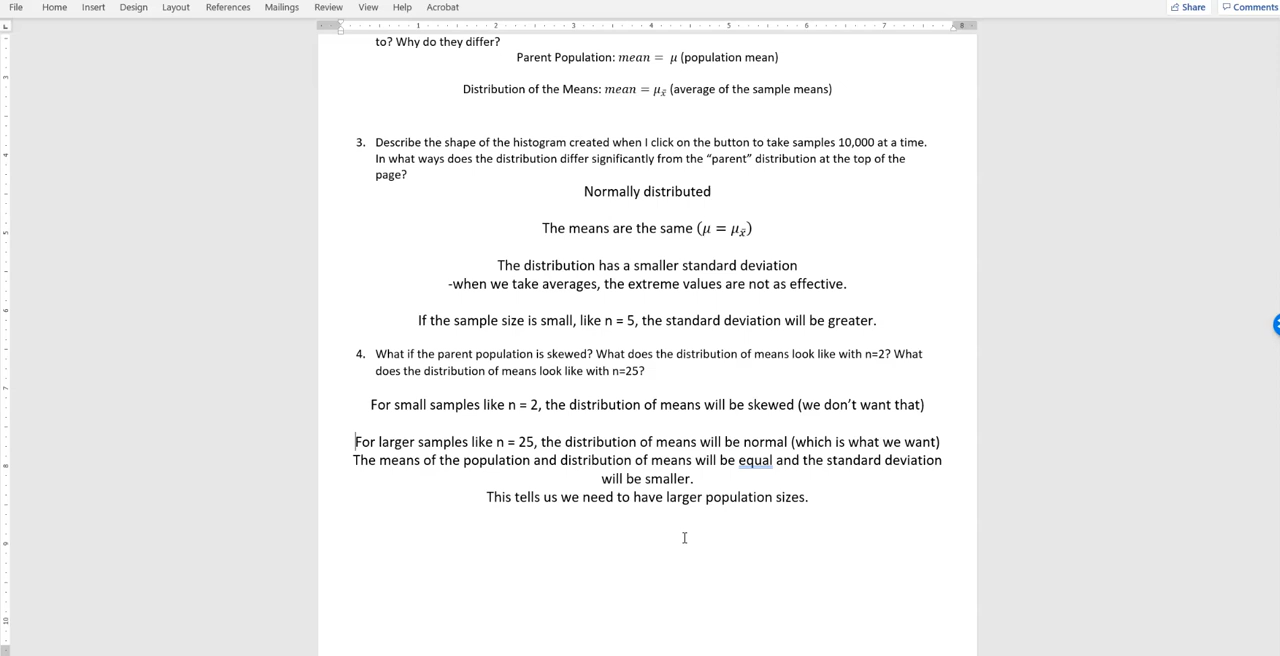 File Home Insert Design Layout References Mailings Review View Help Acrobat Share Comments
1 2 3 4 5 6 7 8
to? Why do they differ?
Parent Population: mean = μ (population mean)
Distribution of the Means: mean = μx̄ (average of the sample means)
3. Describe the shape of the histogram created when I click on the button to take samples 10,000 at a time.
In what ways does the distribution differ significantly from the “parent” distribution at the top of the
page?
Normally distributed
The means are the same (μ = μx̄)
The distribution has a smaller standard deviation
-when we take averages, the extreme values are not as effective.
If the sample size is small, like n = 5, the standard deviation will be greater.
4. What if the parent population is skewed? What does the distribution of means look like with n=2? What
does the distribution of means look like with n=25?
For small samples like n = 2, the distribution of means will be skewed (we don’t want that)
For larger samples like n = 25, the distribution of means will be normal (which is what we want)
The means of the population and distribution of means will be equal and the standard deviation
will be smaller.
This tells us we need to have larger population sizes.